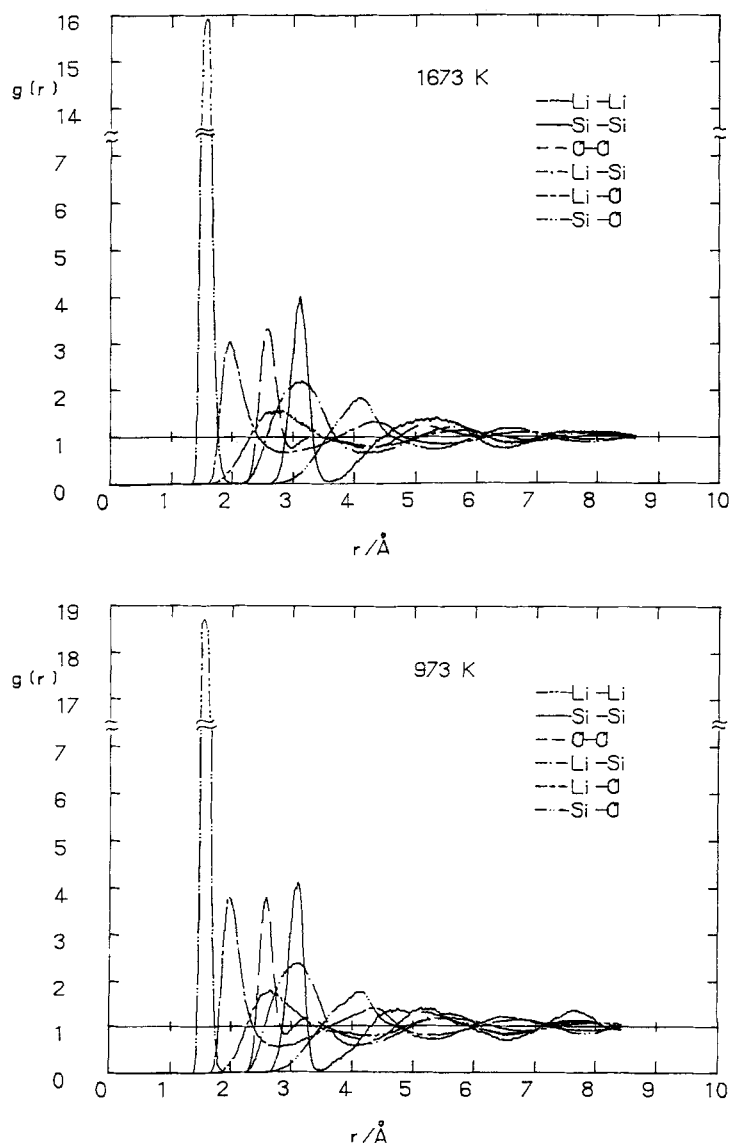 16
15
14
7
6
5
4
3
2
1
0
g(r)
1673 K
Li-Li
Si-Si
O-O
Li-Si
Li-O
Si-O
0 1 2 3 4 5 6 7 8 9 10
r/Å
19
18
17
7
6
5
4
3
2
1
0
g(r)
973 K
Li-Li
Si-Si
O-O
Li-Si
Li-O
Si-O
0 1 2 3 4 5 6 7 8 9 10
r/Å